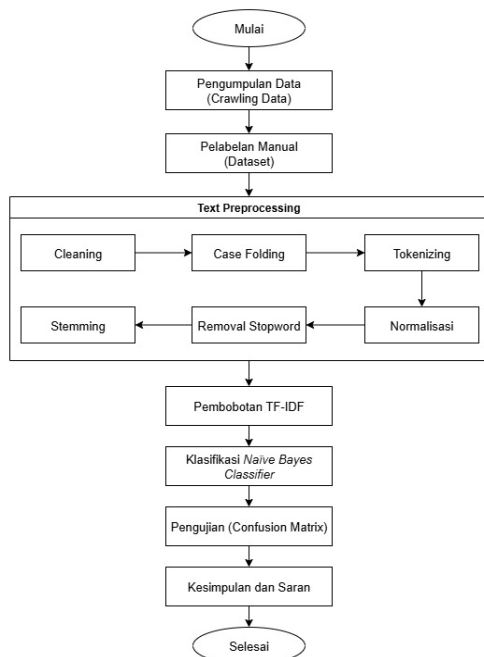 Mulai
Pengumpulan Data
(Crawling Data)
Pelabelan Manual
(Dataset)
Text Preprocessing
Cleaning
Case Folding
Tokenizing
Normalisasi
Removal Stopword
Stemming
Pembobotan TF-IDF
Klasifikasi Naïve Bayes
Classifier
Pengujian (Confusion Matrix)
Kesimpulan dan Saran
Selesai